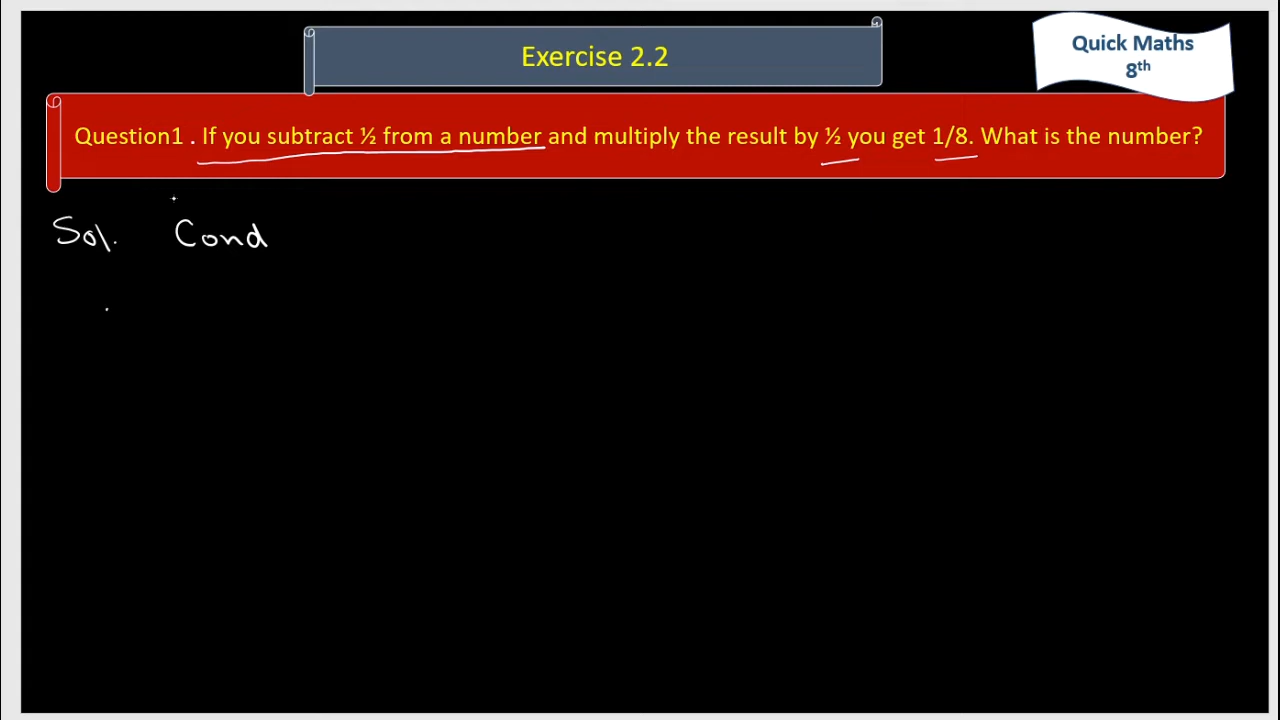 Exercise 2.2
Quick Maths
8th
Question1 . If you subtract ½ from a number and multiply the result by ½ you get 1/8. What is the number?
Sol. Cond